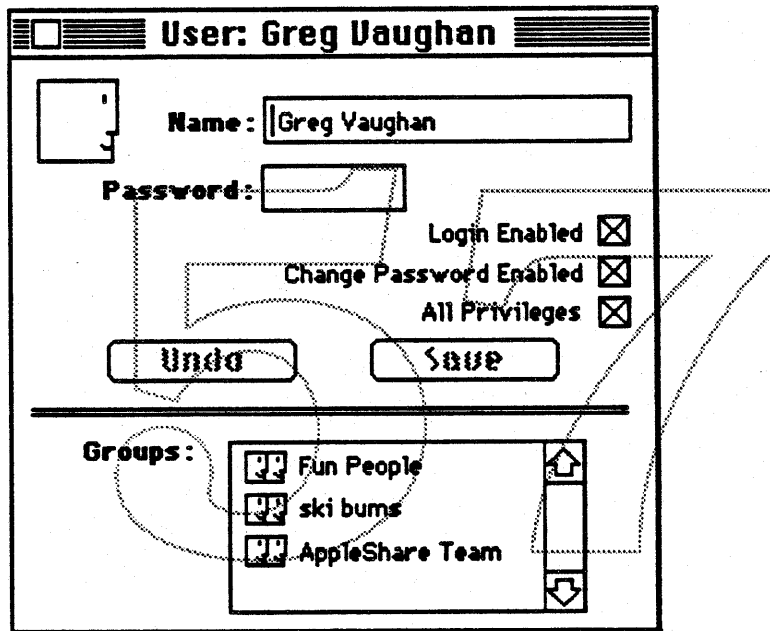 User: Greg Vaughan
Name: Greg Vaughan
Password:
Login Enabled
Change Password Enabled
All Privileges
Undo Save
Groups:
Fun People
ski bums
AppleShare Team
57